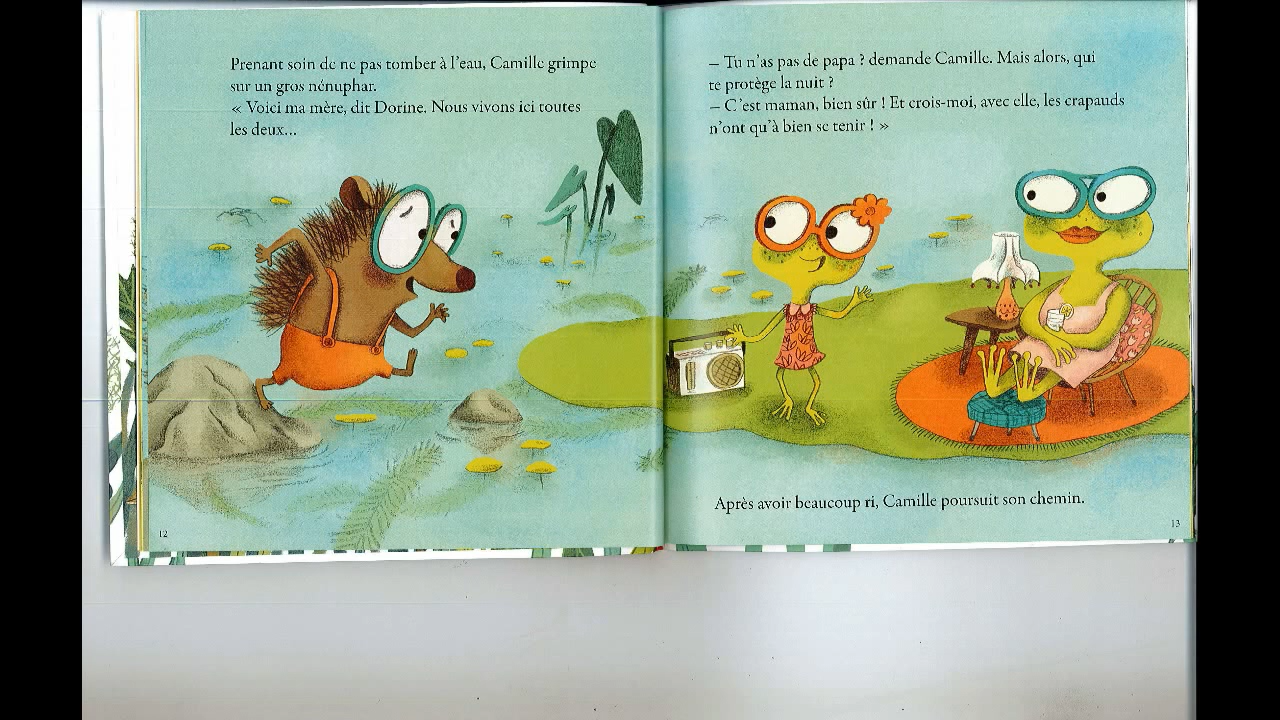 Prenant soin de ne pas tomber à l'eau, Camille grimpe
sur un gros nénuphar.
« Voici ma mère, dit Dorine. Nous vivons ici toutes
les deux...
12
– Tu n'as pas de papa ? demande Camille. Mais alors, qui
te protège la nuit ?
– C'est maman, bien sûr ! Et crois-moi, avec elle, les crapauds
n'ont qu'à bien se tenir ! »
Après avoir beaucoup ri, Camille poursuit son chemin.
13